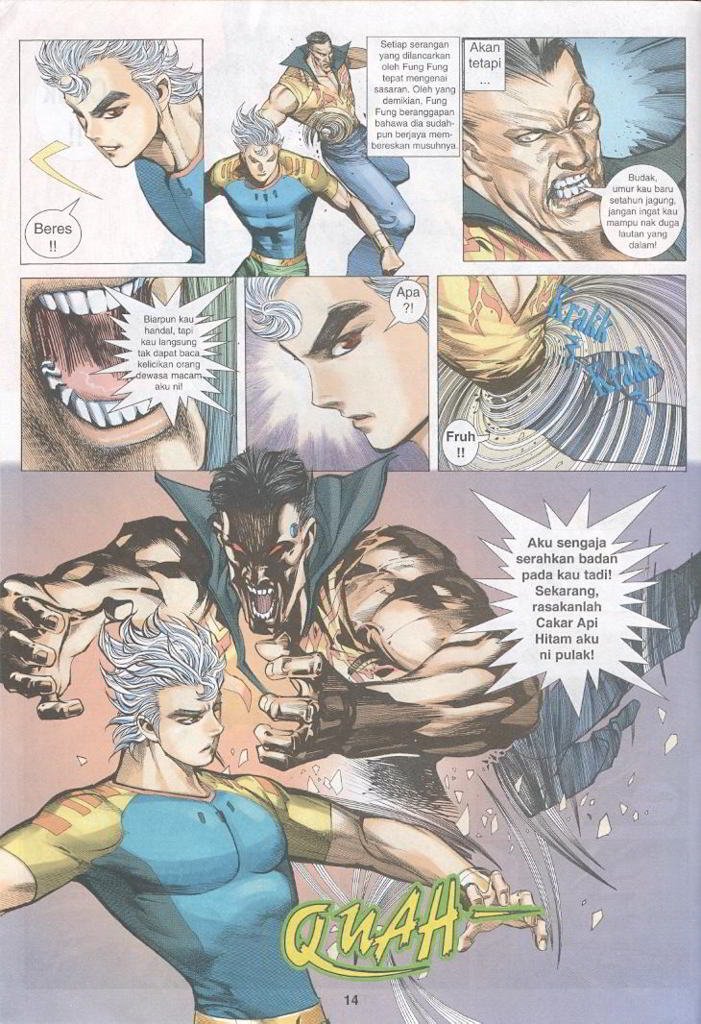 Beres
!!
Setiap serangan
yang dilancarkan
oleh Fung Fung
tepat mengenai
sasaran. Oleh yang
demikian, Fung
Fung beranggapan
bahawa dia sudah-
pun berjaya mem-
bereskan musuhnya.
Akan
tetapi
...
Budak,
umur kau baru
setahun jagung,
jangan ingat kau
mampu nak duga
lautan yang
dalam!
Biarpun kau
handal, tapi
kau langsung
tak dapat baca
kelicikan orang
dewasa macam
aku ni!
Apa
?!
Krakk
Krakkk
Fruh
!!
Aku sengaja
serahkan badan
pada kau tadi!
Sekarang,
rasakanlah
Cakar Api
Hitam aku
ni pulak!
QUAH
14